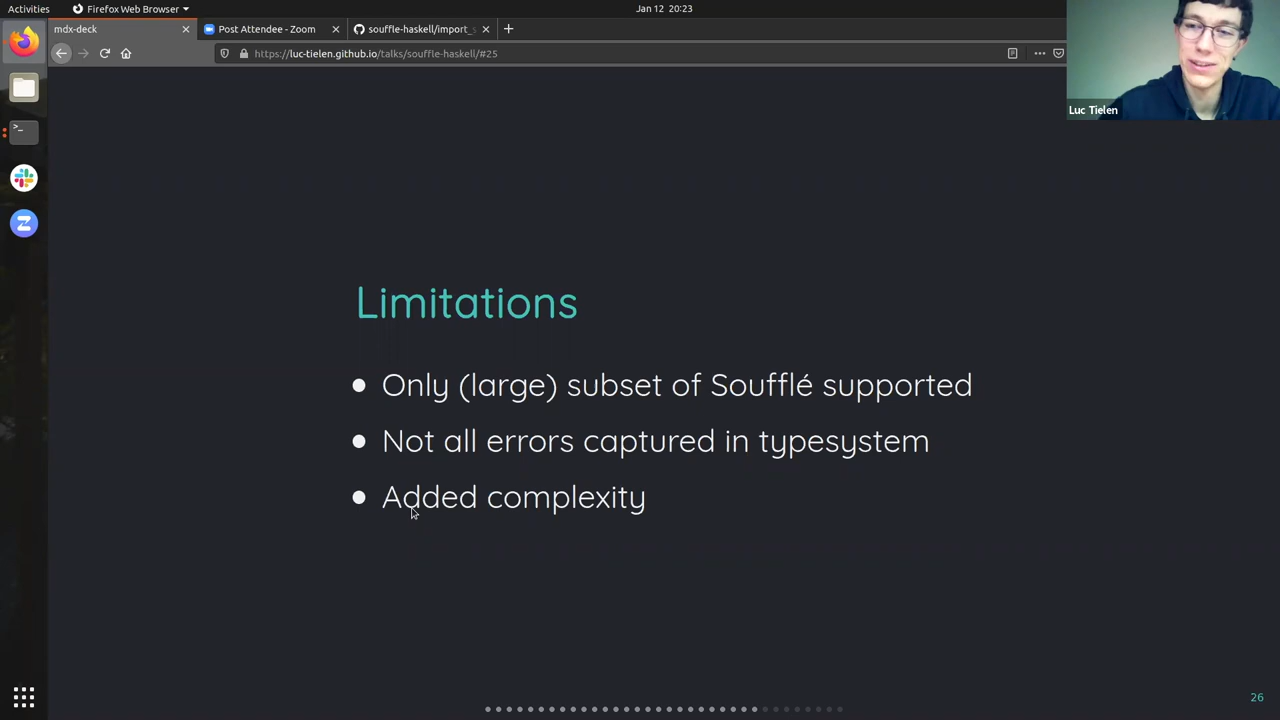 Activities
Firefox Web Browser
Jan 12 20:23
mdx-deck
Post Attendee - Zoom
souffle-haskell/import_s
https://luc-tielen.github.io/talks/souffle-haskell/#25
Luc Tielen
Limitations
Only (large) subset of Soufflé supported
Not all errors captured in typesystem
Added complexity
26